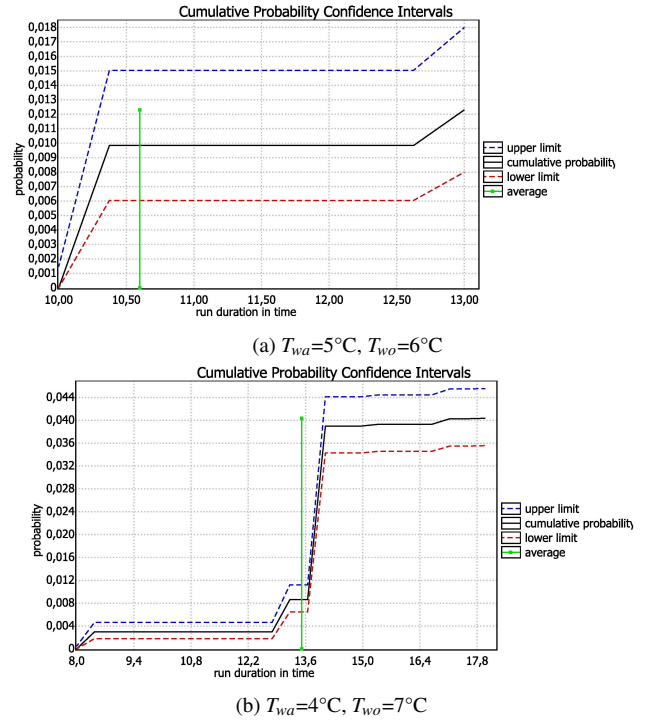 Cumulative Probability Confidence Intervals
0,018
0,017
0,016
0,015
0,014
0,013
0,012
0,011
0,010
0,009
0,008
0,007
0,006
0,005
0,004
0,003
0,002
0,001
0
probability
10,00 10,50 11,00 11,50 12,00 12,50 13,00
run duration in time
upper limit
cumulative probability
lower limit
average
(a) Twa=5°C, Two=6°C
Cumulative Probability Confidence Intervals
0,044
0,040
0,036
0,032
0,028
0,024
0,020
0,016
0,012
0,008
0,004
0
probability
8,0 9,4 10,8 12,2 13,6 15,0 16,4 17,8
run duration in time
upper limit
cumulative probability
lower limit
average
(b) Twa=4°C, Two=7°C